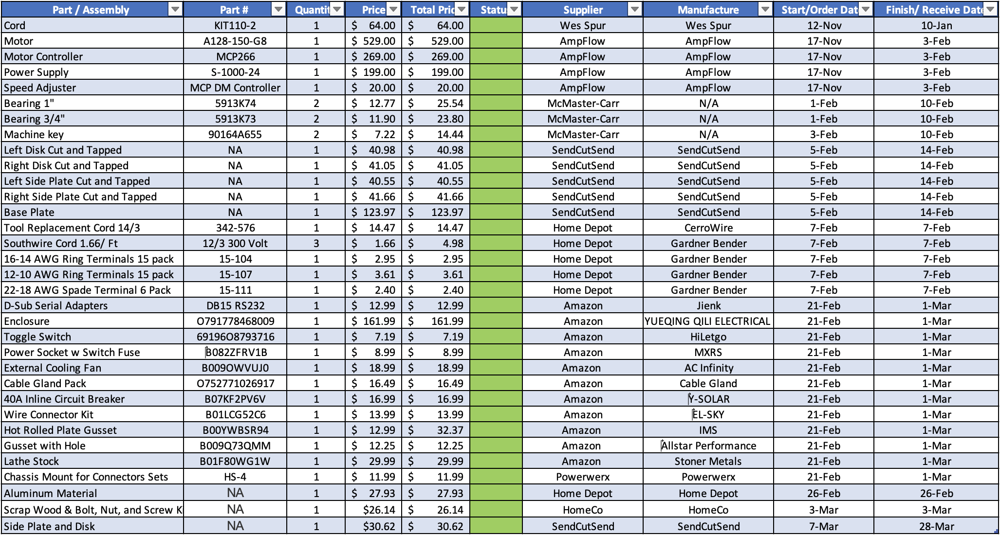 Part / Assembly Part # Quantit Price Total Pric Statu Supplier Manufacture Start/Order Dat Finish/ Receive Date
Cord KIT110-2 1 $ 64.00 $ 64.00 Wes Spur Wes Spur 12-Nov 10-Jan
Motor A128-150-G8 1 $ 529.00 $ 529.00 AmpFlow AmpFlow 17-Nov 3-Feb
Motor Controller MCP266 1 $ 269.00 $ 269.00 AmpFlow AmpFlow 17-Nov 3-Feb
Power Supply S-1000-24 1 $ 199.00 $ 199.00 AmpFlow AmpFlow 17-Nov 3-Feb
Speed Adjuster MCP DM Controller 1 $ 20.00 $ 20.00 AmpFlow AmpFlow 17-Nov 3-Feb
Bearing 1" 5913K74 2 $ 12.77 $ 25.54 McMaster-Carr N/A 1-Feb 10-Feb
Bearing 3/4" 5913K73 2 $ 11.90 $ 23.80 McMaster-Carr N/A 1-Feb 10-Feb
Machine key 90164A655 2 $ 7.22 $ 14.44 McMaster-Carr N/A 3-Feb 10-Feb
Left Disk Cut and Tapped NA 1 $ 40.98 $ 40.98 SendCutSend SendCutSend 5-Feb 14-Feb
Right Disk Cut and Tapped NA 1 $ 41.05 $ 41.05 SendCutSend SendCutSend 5-Feb 14-Feb
Left Side Plate Cut and Tapped NA 1 $ 40.55 $ 40.55 SendCutSend SendCutSend 5-Feb 14-Feb
Right Side Plate Cut and Tapped NA 1 $ 41.66 $ 41.66 SendCutSend SendCutSend 5-Feb 14-Feb
Base Plate NA 1 $ 123.97 $ 123.97 SendCutSend SendCutSend 5-Feb 14-Feb
Tool Replacement Cord 14/3 342-576 1 $ 14.47 $ 14.47 Home Depot CerroWire 7-Feb 7-Feb
Southwire Cord 1.66/ Ft 12/3 300 Volt 3 $ 1.66 $ 4.98 Home Depot Gardner Bender 7-Feb 7-Feb
16-14 AWG Ring Terminals 15 pack 15-104 1 $ 2.95 $ 2.95 Home Depot Gardner Bender 7-Feb 7-Feb
12-10 AWG Ring Terminals 15 pack 15-107 1 $ 3.61 $ 3.61 Home Depot Gardner Bender 7-Feb 7-Feb
22-18 AWG Spade Terminal 6 Pack 15-111 1 $ 2.40 $ 2.40 Home Depot Gardner Bender 7-Feb 7-Feb
D-Sub Serial Adapters DB15 RS232 1 $ 12.99 $ 12.99 Amazon Jienk 21-Feb 1-Mar
Enclosure O791778468009 1 $ 161.99 $ 161.99 Amazon YUEQING QILI ELECTRICAL 21-Feb 1-Mar
Toggle Switch 69196O8793716 1 $ 7.19 $ 7.19 Amazon HiLetgo 21-Feb 1-Mar
Power Socket w Switch Fuse B082ZFRV1B 1 $ 8.99 $ 8.99 Amazon MXRS 21-Feb 1-Mar
External Cooling Fan B009OWVUJ0 1 $ 18.99 $ 18.99 Amazon AC Infinity 21-Feb 1-Mar
Cable Gland Pack O752771026917 1 $ 16.49 $ 16.49 Amazon Cable Gland 21-Feb 1-Mar
40A Inline Circuit Breaker B07KF2PV6V 1 $ 16.99 $ 16.99 Amazon Y-SOLAR 21-Feb 1-Mar
Wire Connector Kit B01LCG52C6 1 $ 13.99 $ 13.99 Amazon EL-SKY 21-Feb 1-Mar
Hot Rolled Plate Gusset B00YWBSR94 1 $ 12.99 $ 32.37 Amazon IMS 21-Feb 1-Mar
Gusset with Hole B009Q73QMM 1 $ 12.25 $ 12.25 Amazon Allstar Performance 21-Feb 1-Mar
Lathe Stock B01F80WG1W 1 $ 29.99 $ 29.99 Amazon Stoner Metals 21-Feb 1-Mar
Chassis Mount for Connectors Sets HS-4 1 $ 11.99 $ 11.99 Powerwerx Powerwerx 21-Feb 1-Mar
Aluminum Material NA 1 $ 27.93 $ 27.93 Home Depot Home Depot 26-Feb 26-Feb
Scrap Wood & Bolt, Nut, and Screw K NA 1 $26.14 $ 26.14 HomeCo HomeCo 3-Mar 3-Mar
Side Plate and Disk NA 1 $30.62 $ 30.62 SendCutSend SendCutSend 7-Mar 28-Mar